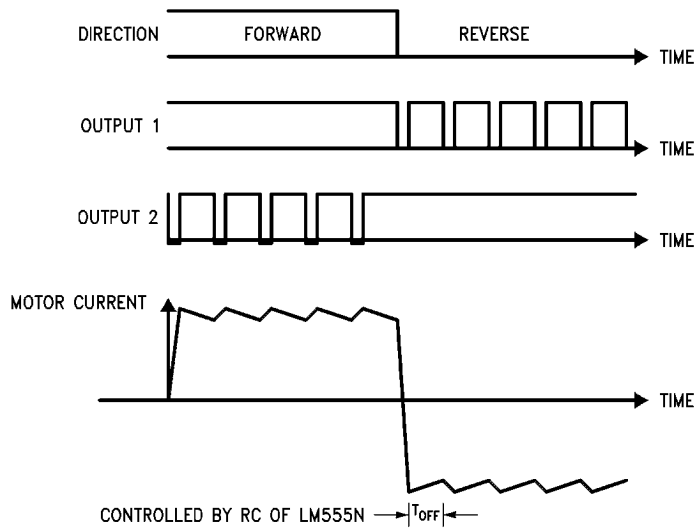 DIRECTION FORWARD REVERSE
TIME
OUTPUT 1
TIME
OUTPUT 2
TIME
MOTOR CURRENT
TIME
CONTROLLED BY RC OF LM555N TOFF